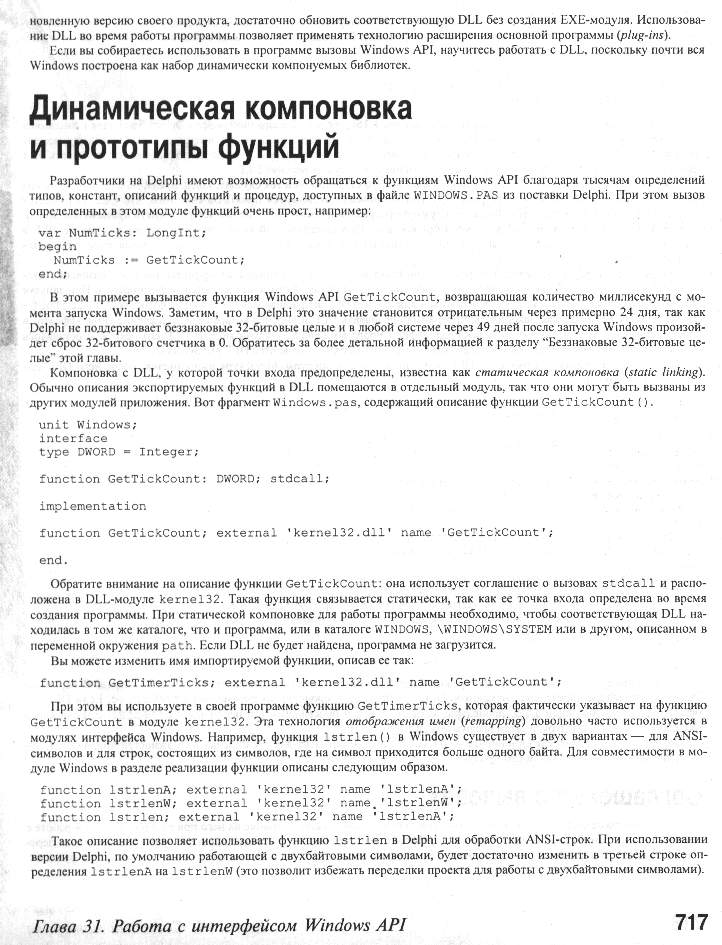 новленную версию своего продукта, достаточно обновить соответствующую DLL без создания EXE-модуля. Использова-
ние DLL во время работы программы позволяет применять технологию расширения основной программы (plug-ins).
Если вы собираетесь использовать в программе вызовы Windows API, научитесь работать с DLL, поскольку почти вся
Windows построена как набор динамически компонуемых библиотек.
Динамическая компоновка
и прототипы функций
Разработчики на Delphi имеют возможность обращаться к функциям Windows API благодаря тысячам определений
типов, констант, описаний функций и процедур, доступных в файле WINDOWS.PAS из поставки Delphi. При этом вызов
определенных в этом модуле функций очень прост, например:
var NumTicks: LongInt;
begin
  NumTicks := GetTickCount;
end;
В этом примере вызывается функция Windows API GetTickCount, возвращающая количество миллисекунд с мо-
мента запуска Windows. Заметим, что в Delphi это значение становится отрицательным через примерно 24 дня, так как
Delphi не поддерживает беззнаковые 32-битовые целые и в любой системе через 49 дней после запуска Windows произой-
дет сброс 32-битового счетчика в 0. Обратитесь за более детальной информацией к разделу “Беззнаковые 32-битовые це-
лые” этой главы.
Компоновка с DLL, у которой точки входа предопределены, известна как статическая компоновка (static linking).
Обычно описания экспортируемых функций в DLL помещаются в отдельный модуль, так что они могут быть вызваны из
других модулей приложения. Вот фрагмент Windows.pas, содержащий описание функции GetTickCount().
unit Windows;
interface
type DWORD = Integer;
function GetTickCount: DWORD; stdcall;
implementation
function GetTickCount; external 'kernel32.dll' name 'GetTickCount';
end.
Обратите внимание на описание функции GetTickCount: она использует соглашение о вызовах stdcall и распо-
ложена в DLL-модуле kernel32. Такая функция связывается статически, так как ее точка входа определена во время
создания программы. При статической компоновке для работы программы необходимо, чтобы соответствующая DLL на-
ходилась в том же каталоге, что и программа, или в каталоге WINDOWS, \WINDOWS\SYSTEM или в другом, описанном в
переменной окружения path. Если DLL не будет найдена, программа не загрузится.
Вы можете изменить имя импортируемой функции, описав ее так:
function GetTimerTicks; external 'kernel32.dll' name 'GetTickCount';
При этом вы используете в своей программе функцию GetTimerTicks, которая фактически указывает на функцию
GetTickCount в модуле kernel32. Эта технология отображения имен (remapping) довольно часто используется в
модулях интерфейса Windows. Например, функция lstrlen() в Windows существует в двух вариантах — для ANSI-
символов и для строк, состоящих из символов, где на символ приходится больше одного байта. Для совместимости в мо-
дуле Windows в разделе реализации функции описаны следующим образом.
function lstrlenA; external 'kernel32' name 'lstrlenA';
function lstrlenW; external 'kernel32' name 'lstrlenW';
function lstrlen; external 'kernel32' name 'lstrlenA';
Такое описание позволяет использовать функцию lstrlen в Delphi для обработки ANSI-строк. При использовании
версии Delphi, по умолчанию работающей с двухбайтовыми символами, будет достаточно изменить в третьей строке оп-
ределения lstrlenA на lstrlenW (это позволит избежать переделки проекта для работы с двухбайтовыми символами).
Глава 31. Работа с интерфейсом Windows API 717